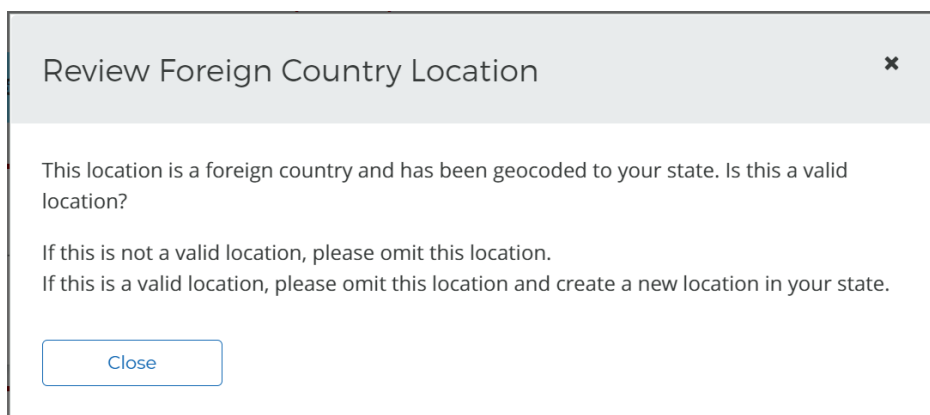 Review Foreign Country Location
This location is a foreign country and has been geocoded to your state. Is this a valid
location?
If this is not a valid location, please omit this location.
If this is a valid location, please omit this location and create a new location in your state.
Close